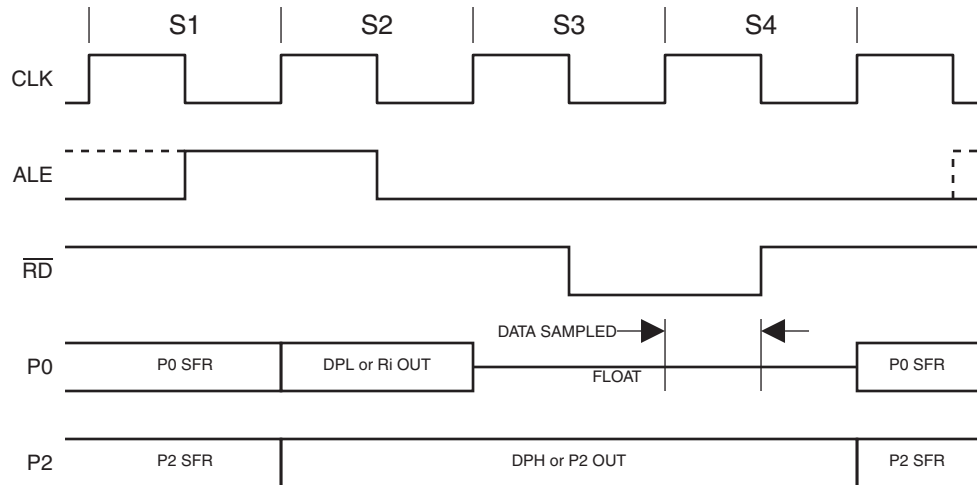 S1 S2 S3 S4
CLK
ALE
RD
DATA SAMPLED
P0 P0 SFR DPL or Ri OUT FLOAT P0 SFR
P2 P2 SFR DPH or P2 OUT P2 SFR